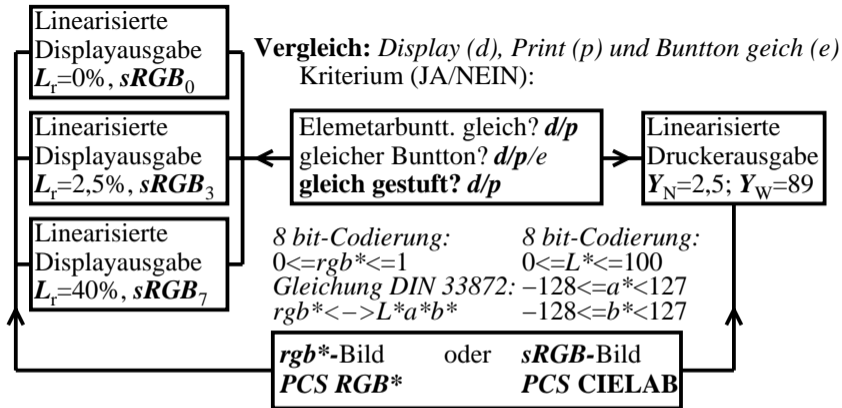 Linearisierte
Displayausgabe
Lr=0%, sRGB0
Vergleich: Display (d), Print (p) und Buntton geich (e)
Kriterium (JA/NEIN):
Linearisierte
Displayausgabe
Lr=2,5%, sRGB3
Elemetarbuntt. gleich? d/p
gleicher Buntton? d/p/e
gleich gestuft? d/p
Linearisierte
Druckerausgabe
YN=2,5; YW=89
Linearisierte
Displayausgabe
Lr=40%, sRGB7
8 bit-Codierung:
0<=rgb*<=1
Gleichung DIN 33872:
rgb*<−>L*a*b*
8 bit-Codierung:
0<=L*<=100
−128<=a*<127
−128<=b*<127
rgb*-Bild oder sRGB-Bild
PCS RGB* PCS CIELAB